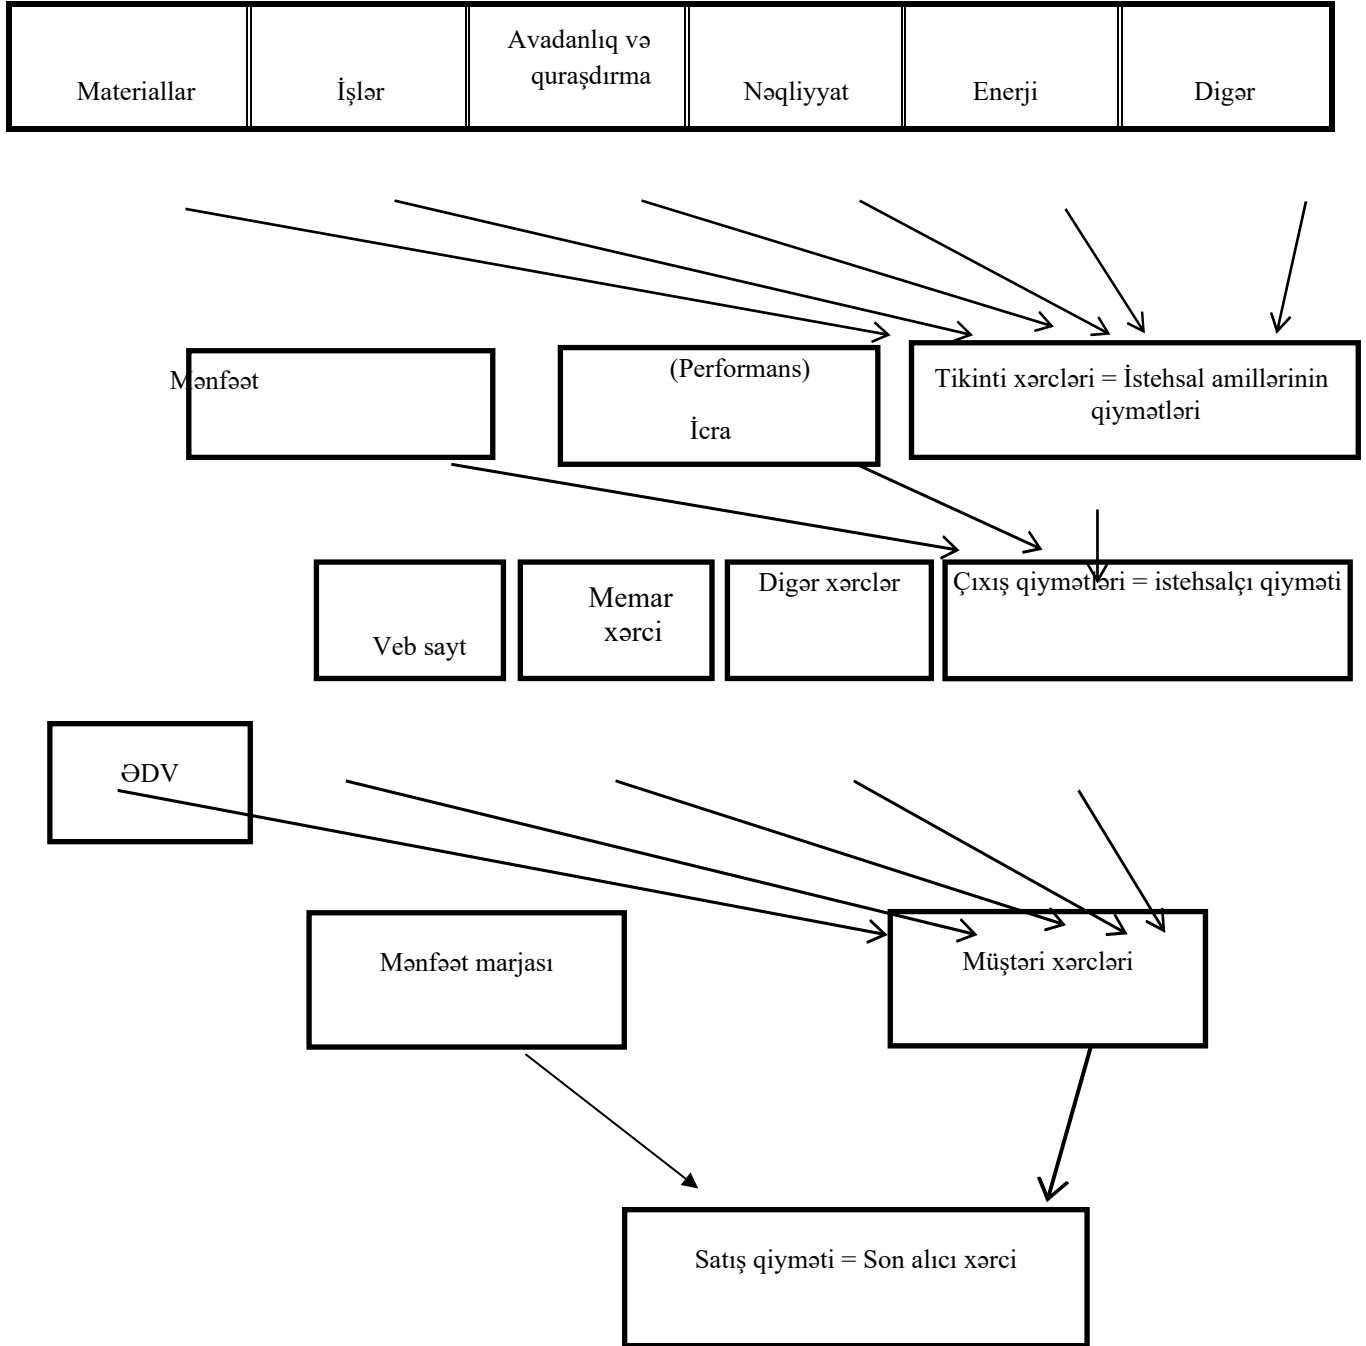 Materiallar
İşlər
Avadanlıq və
quraşdırma
Nəqliyyat
Enerji
Digər
Mənfəət
(Performans)
İcra
Tikinti xərcləri = İstehsal amillərinin
qiymətləri
Veb sayt
Memar
xərci
Digər xərclər
Çıxış qiymətləri = istehsalçı qiyməti
ƏDV
Mənfəət marjası
Müştəri xərcləri
Satış qiyməti = Son alıcı xərci